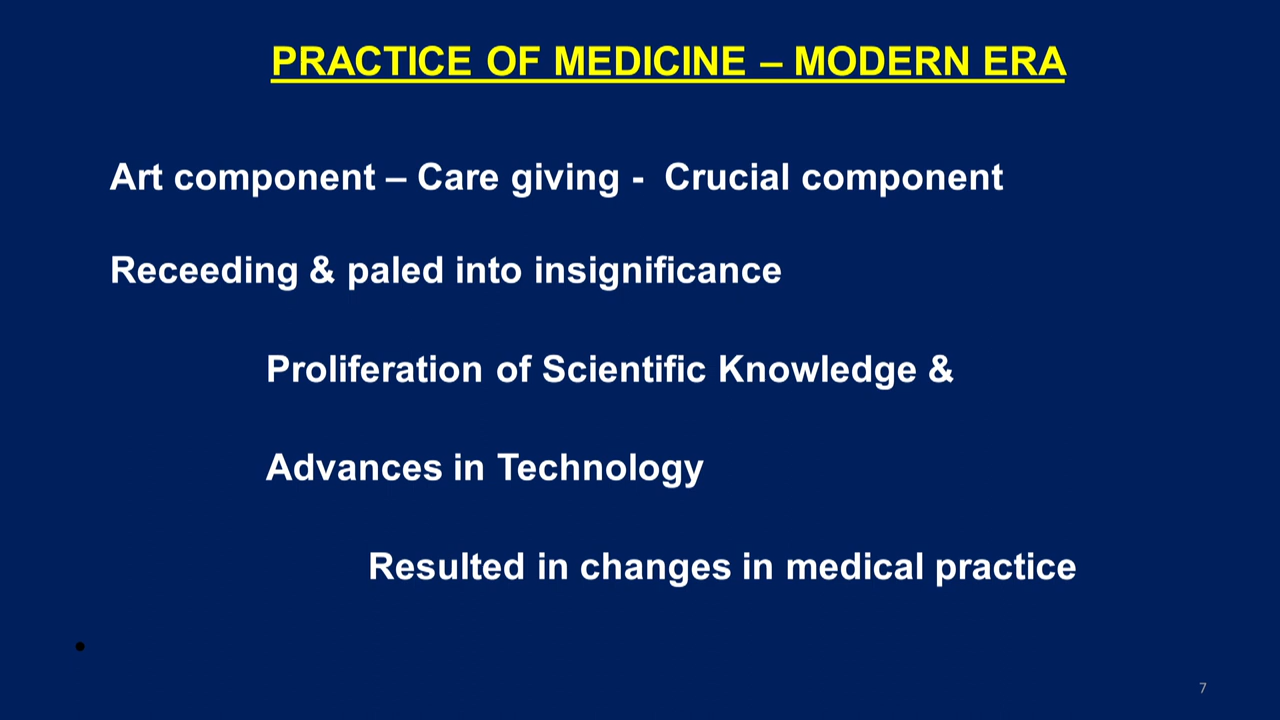 PRACTICE OF MEDICINE – MODERN ERA
Art component – Care giving - Crucial component
Receeding & paled into insignificance
Proliferation of Scientific Knowledge &
Advances in Technology
Resulted in changes in medical practice
•
7